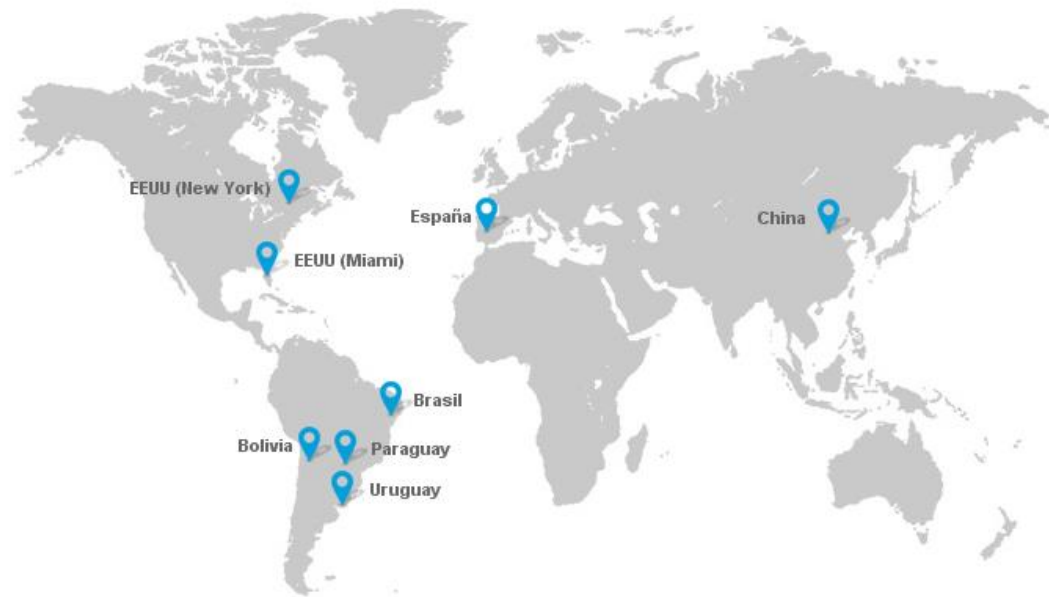 EEUU (New York)
España
China
EEUU (Miami)
Brasil
Bolivia
Paraguay
Uruguay